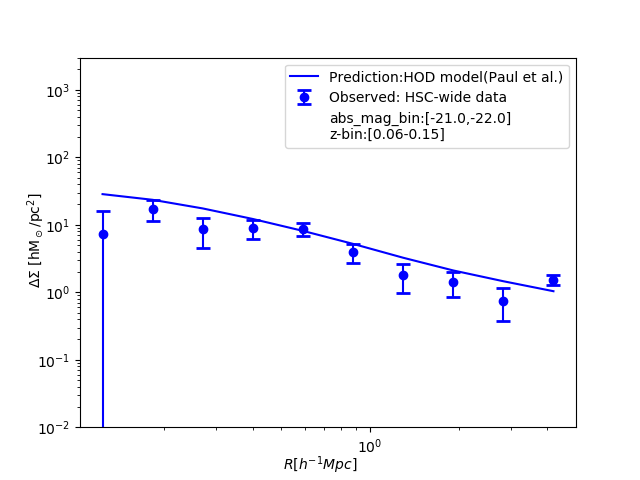 Prediction:HOD model(Paul et al.)
Observed: HSC-wide data
abs_mag_bin:[-21.0,-22.0]
z-bin:[0.06-0.15]
10³
10²
10¹
10⁰
10⁻¹
10⁻²
ΔΣ [hM⊙/pc²]
10⁰
R[h⁻¹Mpc]